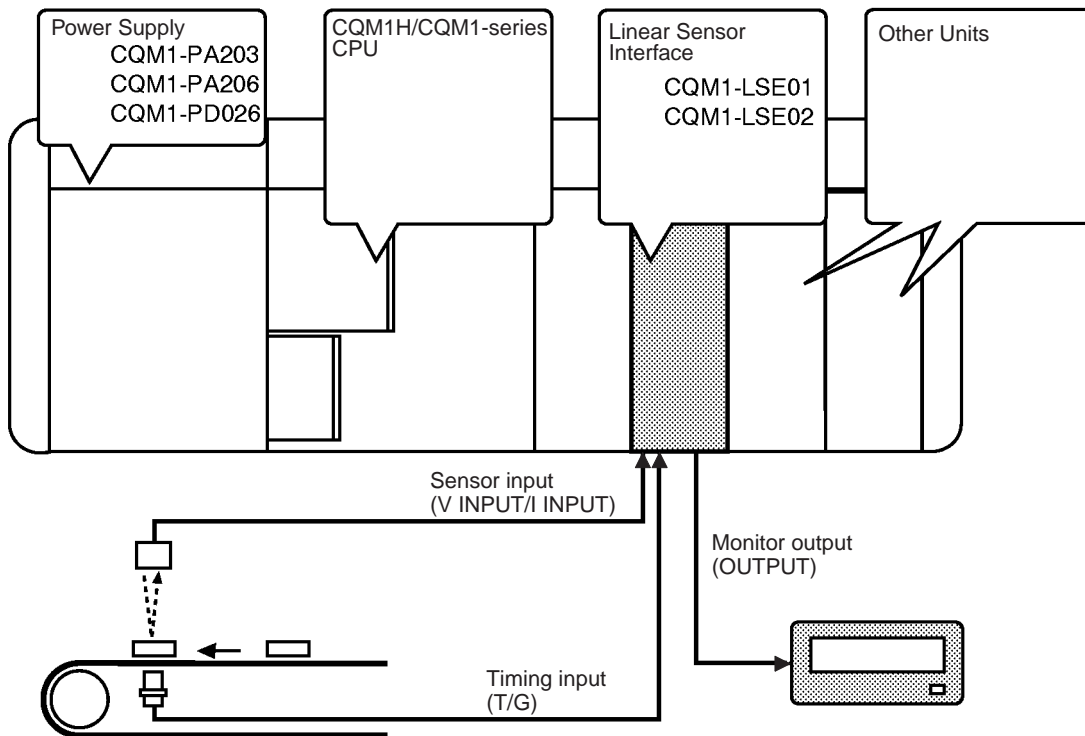 Power Supply
CQM1-PA203
CQM1-PA206
CQM1-PD026
CQM1H/CQM1-series
CPU
Linear Sensor
Interface
CQM1-LSE01
CQM1-LSE02
Other Units
Sensor input
(V INPUT/I INPUT)
Monitor output
(OUTPUT)
Timing input
(T/G)